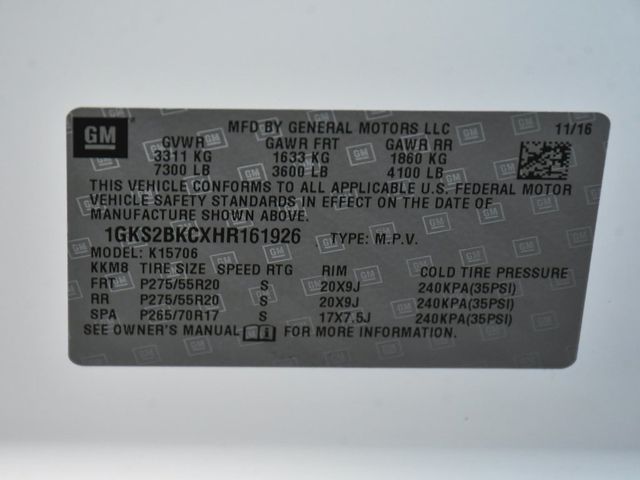 GM MFD BY GENERAL MOTORS LLC 11/16
GVWR GAWR FRT GAWR RR
3311 KG 1633 KG 1860 KG
7300 LB 3600 LB 4100 LB
THIS VEHICLE CONFORMS TO ALL APPLICABLE U.S. FEDERAL MOTOR
VEHICLE SAFETY STANDARDS IN EFFECT ON THE DATE OF
MANUFACTURE SHOWN ABOVE.
1GKS2BKCXHR161926 TYPE: M.P.V.
MODEL: K15706
KKM8 TIRE SIZE SPEED RTG RIM COLD TIRE PRESSURE
FRT P275/55R20 S 20X9J 240KPA(35PSI)
RR P275/55R20 S 20X9J 240KPA(35PSI)
SPA P265/70R17 S 17X7.5J 240KPA(35PSI)
SEE OWNER'S MANUAL FOR MORE INFORMATION.